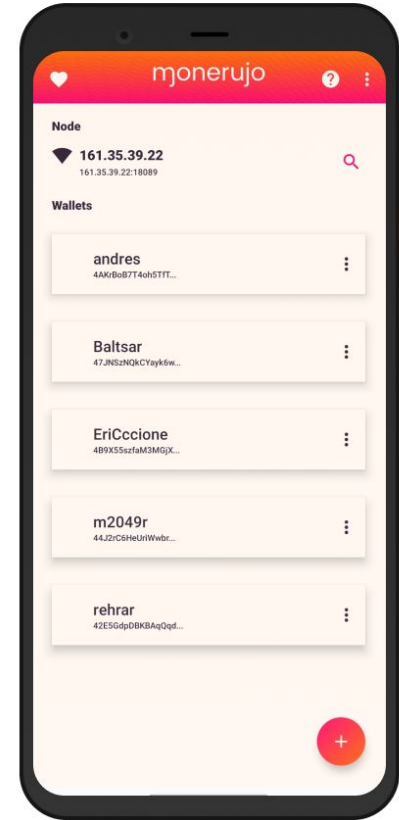 monerujo
Node
161.35.39.22
161.35.39.22:18089
Wallets
andres
4AKrBoB7T4oh5TfT...
Baltsar
47JNSzNQkCYayk6w...
EriCccione
4B9X55szfaM3MGjX...
m2049r
44J2rC6HeUriWwbr...
rehrar
42E5GdpDBKBAqQqd...